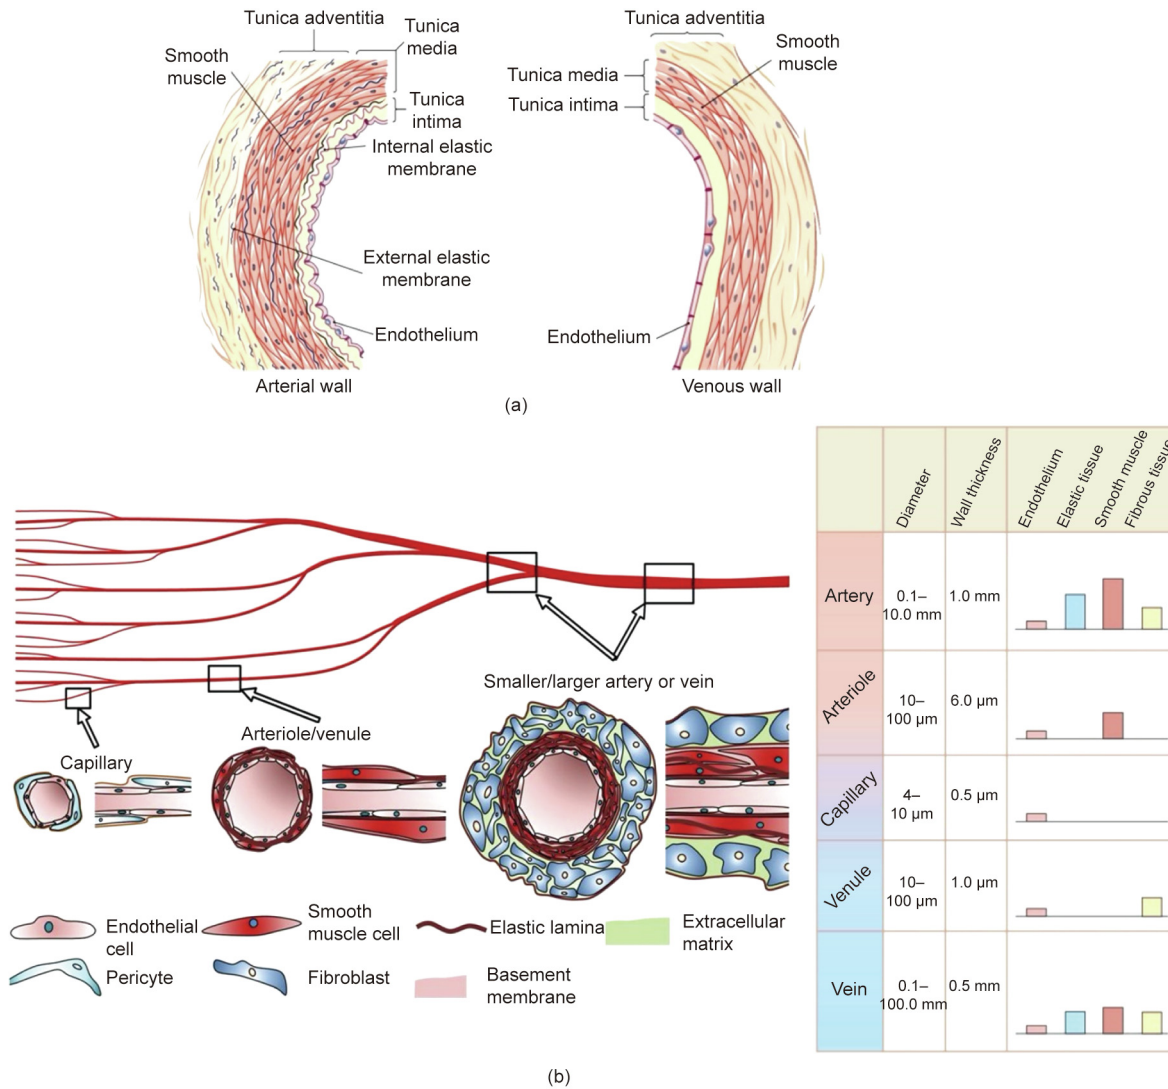 Tunica adventitia
Tunica
media
Smooth
muscle
Tunica
intima
Internal elastic
membrane
External elastic
membrane
Endothelium
Arterial wall
Tunica adventitia
Smooth
muscle
Tunica media
Tunica intima
Endothelium
Venous wall
(a)
Smaller/larger artery or vein
Arteriole/venule
Capillary
Endothelial
cell
Smooth
muscle cell
Elastic lamina
Extracellular
matrix
Pericyte
Fibroblast
Basement
membrane
Diameter
Wall thickness
Endothelium
Elastic tissue
Smooth muscle
Fibrous tissue
Artery
0.1–
10.0 mm
1.0 mm
Arteriole
10–
100 µm
6.0 µm
Capillary
4–
10 µm
0.5 µm
Venule
10–
100 µm
1.0 µm
Vein
0.1–
100.0 mm
0.5 mm
(b)